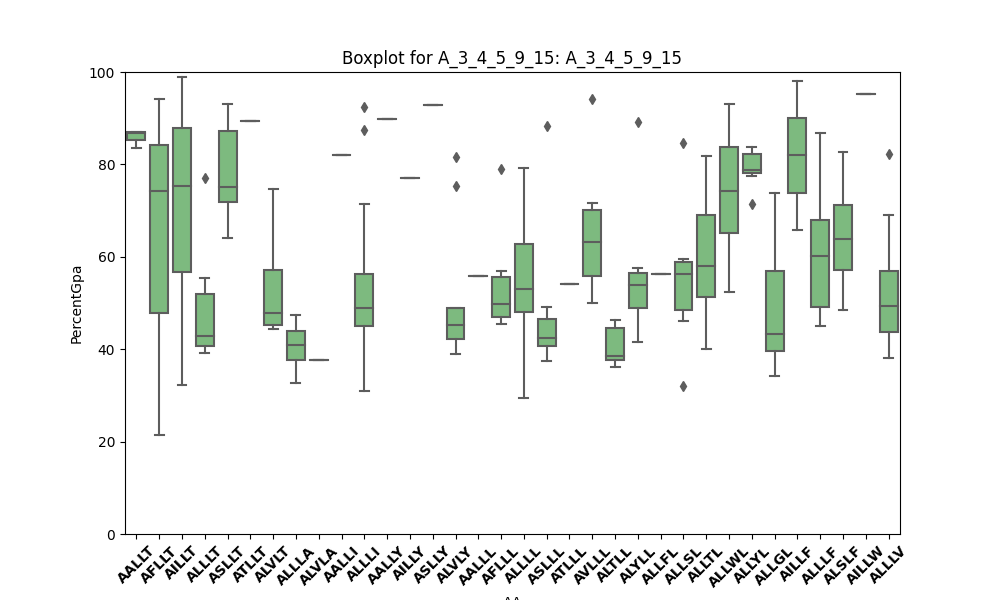 Boxplot for A_3_4_5_9_15: A_3_4_5_9_15
PercentGpa
100
80
60
40
20
0
AALLT AFLLT AILLT ALLLT ASLLT ATLLT ALVLT ALLLA ALVLA AALLI ALLLI AALLY AILLY ASLLY ALVLY AALLL AFLLL ALLLL ASLLL ATLLL AVLLL ALTLL ALYLL ALLFL ALLSL ALLTL ALLWL ALLYL ALLGL AILLF ALLLF ALSLF AILLW ALLLV
AA